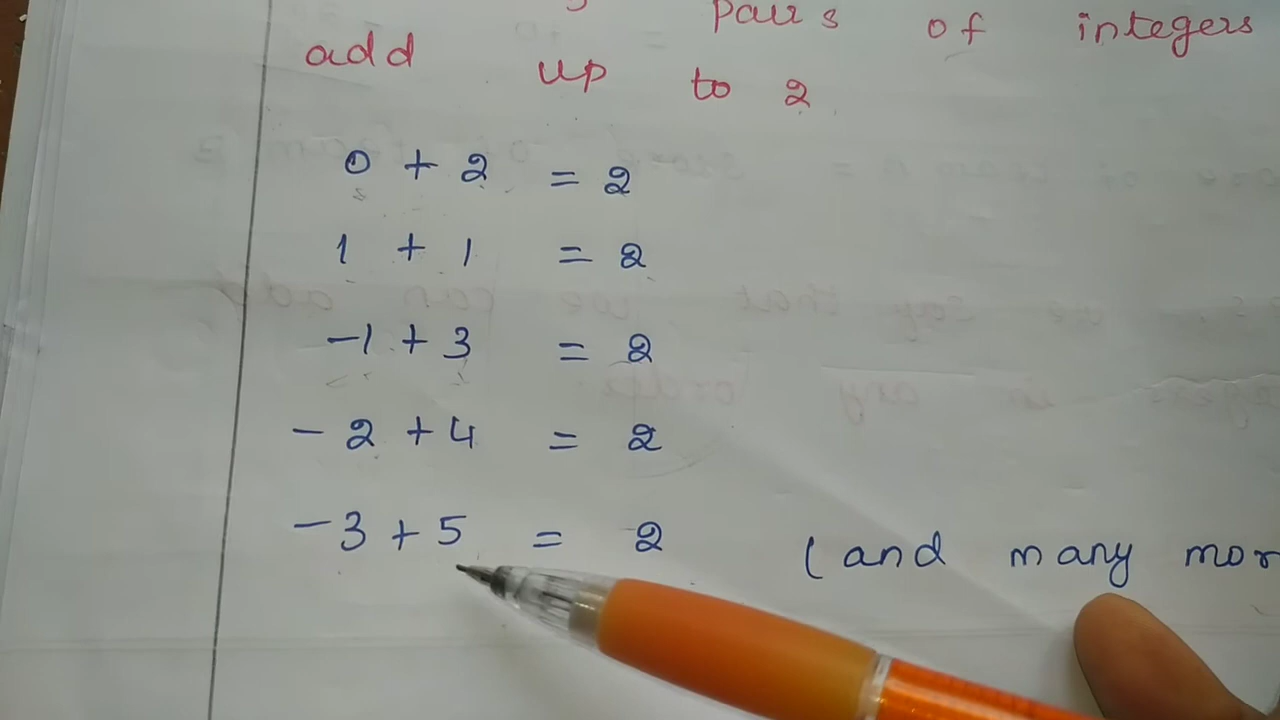 pairs of integers
add up to 2
0 + 2 = 2
1 + 1 = 2
-1 + 3 = 2
- 2 + 4 = 2
- 3 + 5 = 2 (and many mor